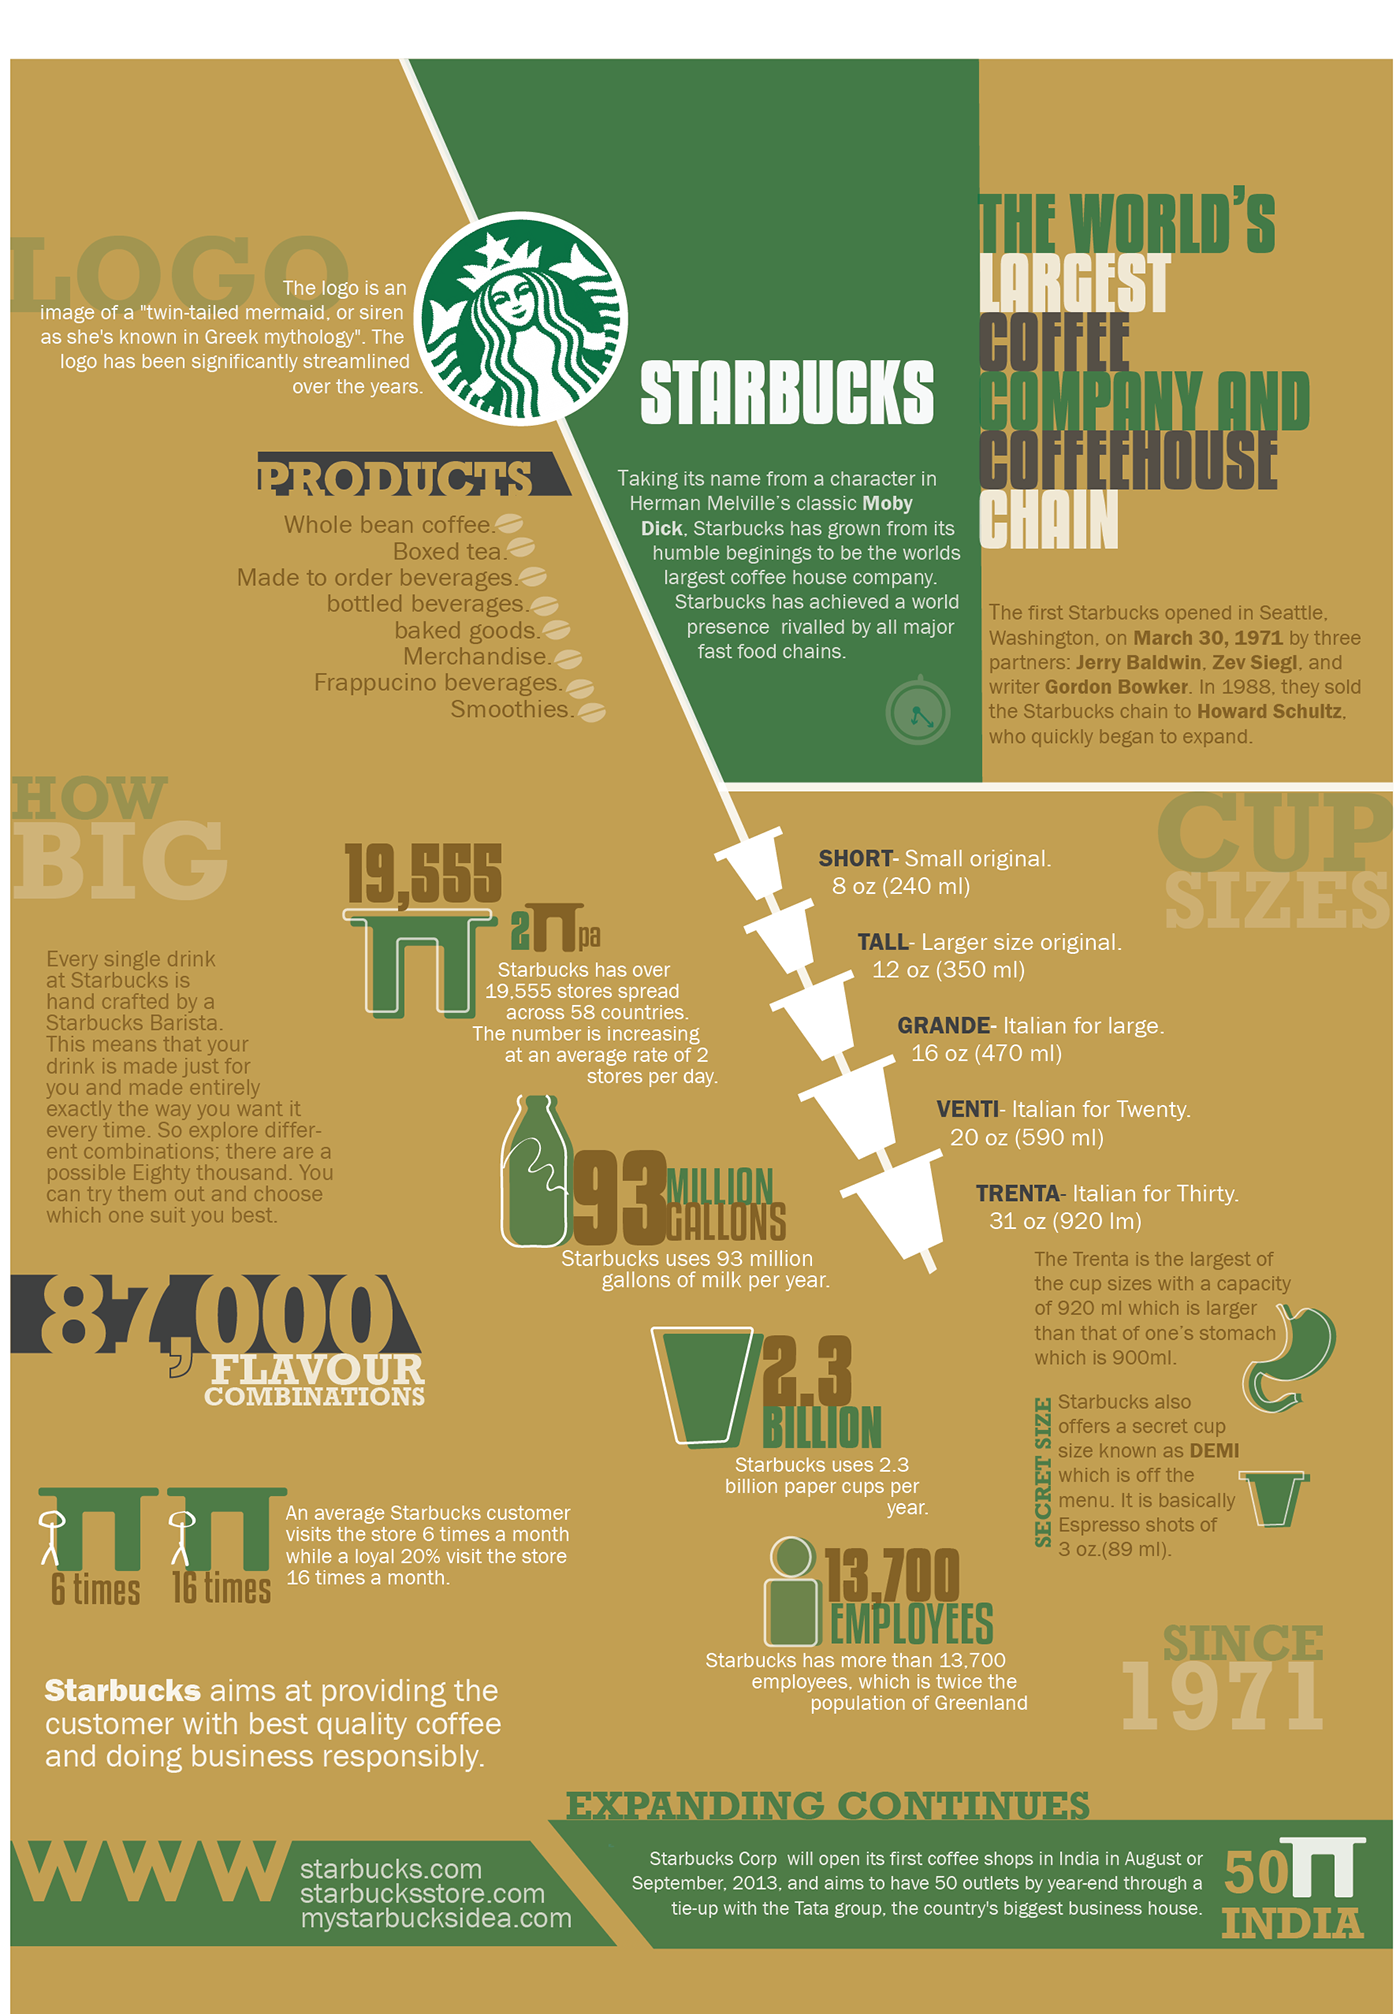 LOGO
The logo is an
image of a "twin-tailed mermaid, or siren
as she's known in Greek mythology". The
logo has been significantly streamlined
over the years.
STARBUCKS
Taking its name from a character in
Herman Melville's classic Moby
Dick, Starbucks has grown from its
humble beginings to be the worlds
largest coffee house company.
Starbucks has achieved a world
presence rivalled by all major
fast food chains.
THE WORLD'S
LARGEST
COFFEE
COMPANY AND
COFFEEHOUSE
CHAIN
The first Starbucks opened in Seattle,
Washington, on March 30, 1971 by three
partners: Jerry Baldwin, Zev Siegl, and
writer Gordon Bowker. In 1988, they sold
the Starbucks chain to Howard Schultz,
who quickly began to expand.
PRODUCTS
Whole bean coffee.
Boxed tea.
Made to order beverages.
bottled beverages.
baked goods.
Merchandise.
Frappucino beverages.
Smoothies.
HOW
BIG
Every single drink
at Starbucks is
hand crafted by a
Starbucks Barista.
This means that your
drink is made just for
you and made entirely
exactly the way you want it
every time. So explore differ-
ent combinations; there are a
possible Eighty thousand. You
can try them out and choose
which one suit you best.
87,000
FLAVOUR
COMBINATIONS
19,555
2 pa
Starbucks has over
19,555 stores spread
across 58 countries.
The number is increasing
at an average rate of 2
stores per day.
93 MILLION
GALLONS
Starbucks uses 93 million
gallons of milk per year.
2.3
BILLION
Starbucks uses 2.3
billion paper cups per
year.
13,700
EMPLOYEES
Starbucks has more than 13,700
employees, which is twice the
population of Greenland
CUP
SIZES
SHORT- Small original.
8 oz (240 ml)
TALL- Larger size original.
12 oz (350 ml)
GRANDE- Italian for large.
16 oz (470 ml)
VENTI- Italian for Twenty.
20 oz (590 ml)
TRENTA- Italian for Thirty.
31 oz (920 lm)
The Trenta is the largest of
the cup sizes with a capacity
of 920 ml which is larger
than that of one's stomach
which is 900ml.
SECRET SIZE
Starbucks also
offers a secret cup
size known as DEMI
which is off the
menu. It is basically
Espresso shots of
3 oz.(89 ml).
6 times
16 times
An average Starbucks customer
visits the store 6 times a month
while a loyal 20% visit the store
16 times a month.
SINCE
1971
Starbucks aims at providing the
customer with best quality coffee
and doing business responsibly.
WWW
starbucks.com
starbucksstore.com
mystarbucksidea.com
EXPANDING CONTINUES
Starbucks Corp will open its first coffee shops in India in August or
September, 2013, and aims to have 50 outlets by year-end through a
tie-up with the Tata group, the country's biggest business house.
50
INDIA